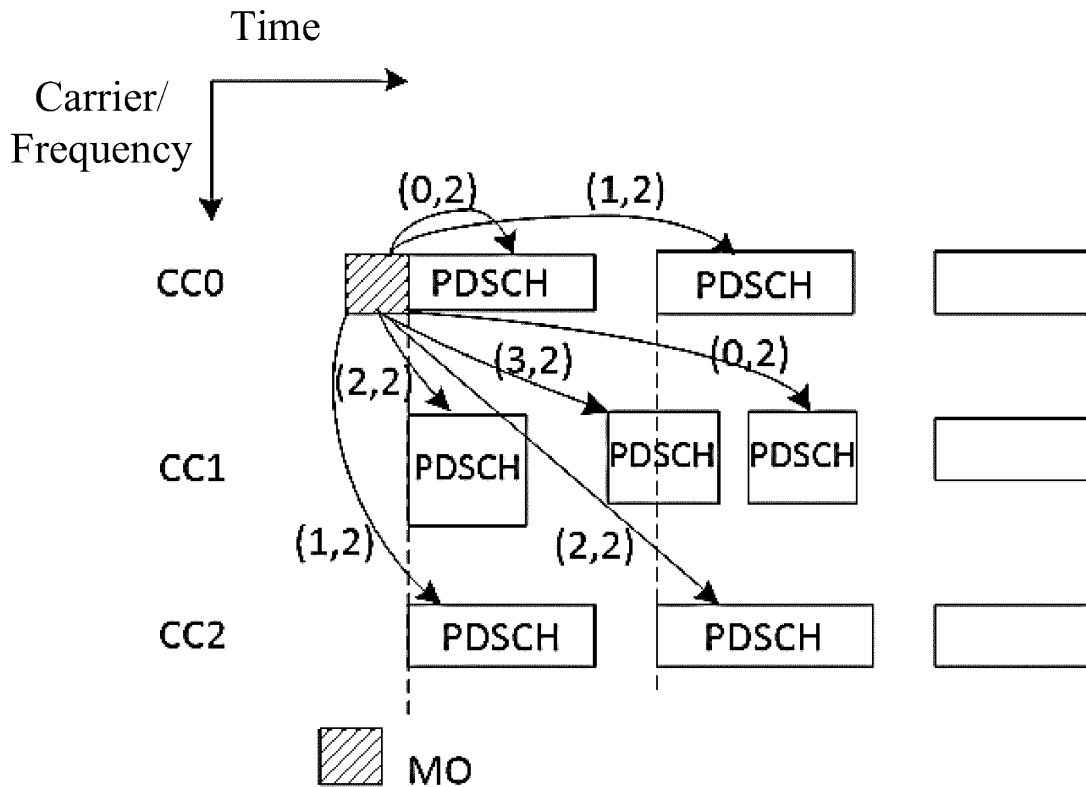 Time
Carrier/
Frequency
(0,2)
(1,2)
CC0
PDSCH
PDSCH
(2,2)
(3,2)
(0,2)
CC1
PDSCH
PDSCH
PDSCH
(1,2)
(2,2)
CC2
PDSCH
PDSCH
MO